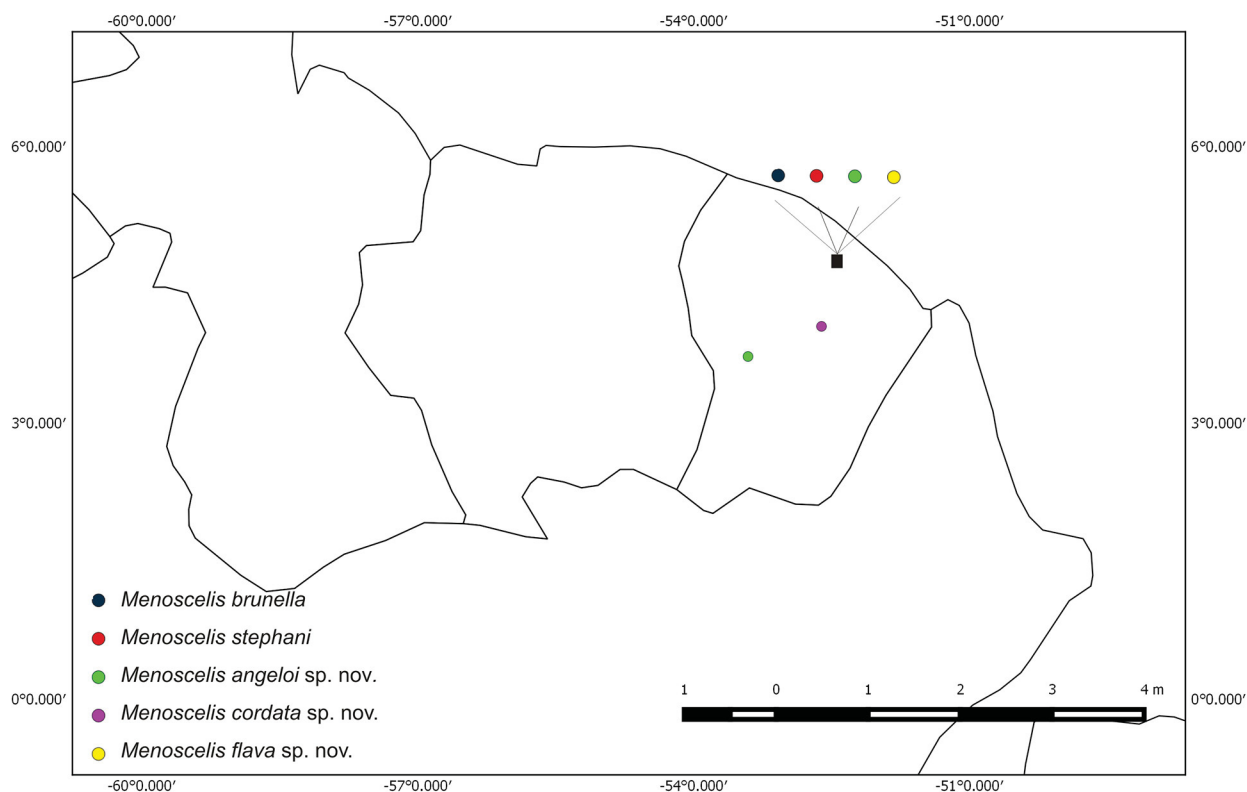 -60°0.000′ -57°0.000′ -54°0.000′ -51°0.000′
6°0.000′ 6°0.000′
3°0.000′ 3°0.000′
Menoscelis brunella
Menoscelis stephani
Menoscelis angeloi sp. nov.
1 0 1 2 3 4 m
0°0.000′ 0°0.000′
Menoscelis cordata sp. nov.
Menoscelis flava sp. nov.
-60°0.000′ -57°0.000′ -54°0.000′ -51°0.000′